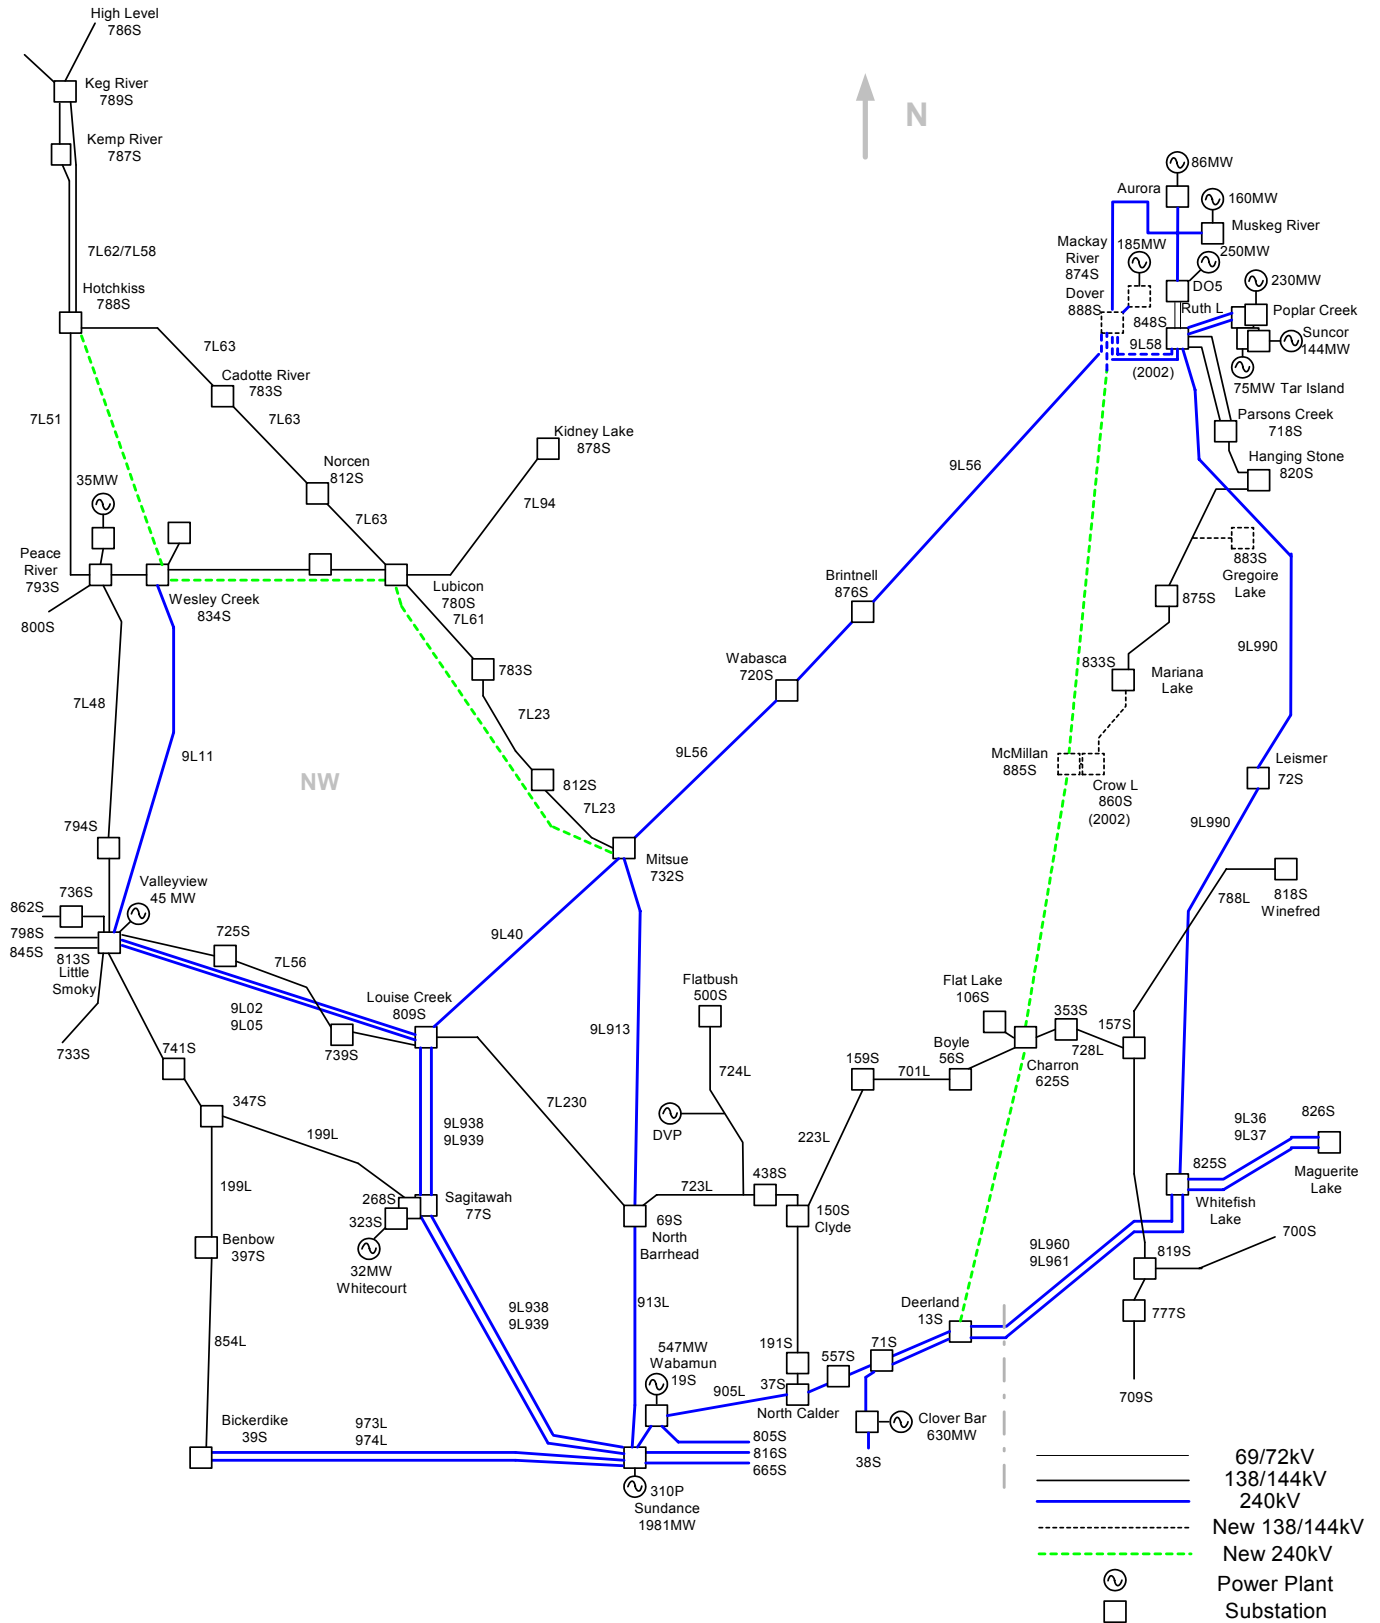 High Level
786S
Keg River
789S
Kemp River
787S
N
7L62/7L58
Hotchkiss
788S
7L63
Cadotte River
783S
7L63
7L51
Norcen
812S
7L63
Kidney Lake
878S
7L94
35MW
Peace
River
793S
800S
Wesley Creek
834S
Lubicon
780S
7L61
783S
7L23
812S
7L23
7L48
9L11
NW
794S
Valleyview
45 MW
736S
862S
798S
845S
813S
Little
Smoky
733S
725S
7L56
9L02
9L05
739S
Louise Creek
809S
9L40
Mitsue
732S
9L56
Wabasca
720S
Brintnell
876S
9L56
86MW
Aurora
160MW
Muskeg River
Mackay
River
874S
185MW
250MW
Dover
888S
DO5
230MW
Ruth L
848S
Poplar Creek
9L58
(2002)
Suncor
144MW
75MW Tar Island
Parsons Creek
718S
Hanging Stone
820S
883S
Gregoire
Lake
875S
9L990
833S
Mariana
Lake
McMillan
885S
Crow L
860S
(2002)
Leismer
72S
9L990
788L
818S
Winefred
741S
347S
199L
199L
Benbow
397S
854L
268S
323S
32MW
Whitecourt
9L938
9L939
Sagitawah
77S
7L230
9L913
Flatbush
500S
724L
DVP
723L
438S
69S
North
Barrhead
150S
Clyde
223L
159S
701L
Boyle
56S
Flat Lake
106S
353S
728L
157S
Charron
625S
9L36
9L37
826S
Maguerite
Lake
825S
Whitefish
Lake
9L960
9L961
819S
700S
777S
709S
Deerland
13S
71S
557S
191S
37S
North Calder
905L
547MW
Wabamun
19S
913L
9L938
9L939
Bickerdike
39S
973L
974L
805S
816S
665S
310P
Sundance
1981MW
Clover Bar
630MW
38S
69/72kV
138/144kV
240kV
New 138/144kV
New 240kV
Power Plant
Substation